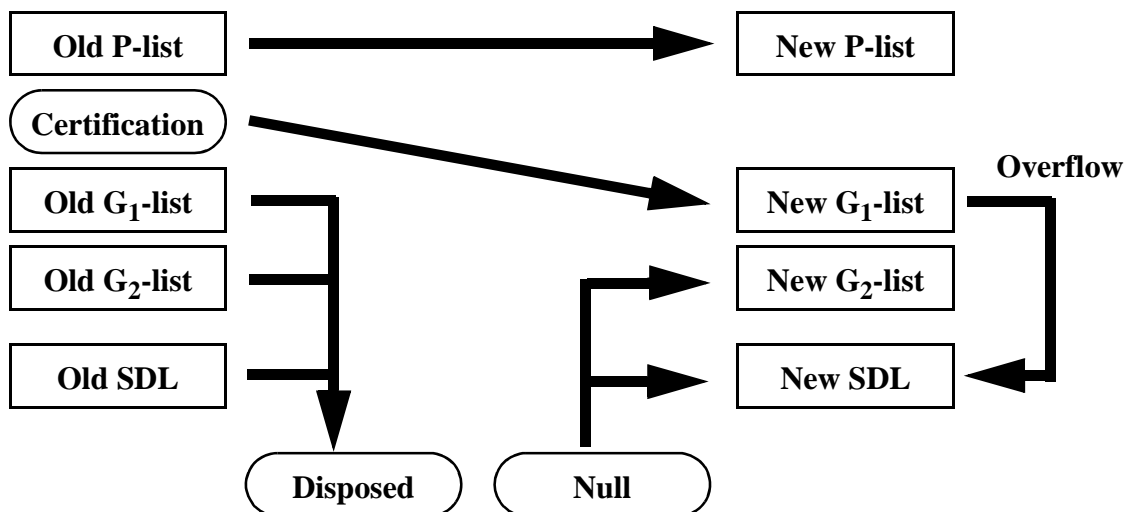 Old P-list
New P-list
Certification
Overflow
Old G₁-list
New G₁-list
Old G₂-list
New G₂-list
Old SDL
New SDL
Disposed
Null